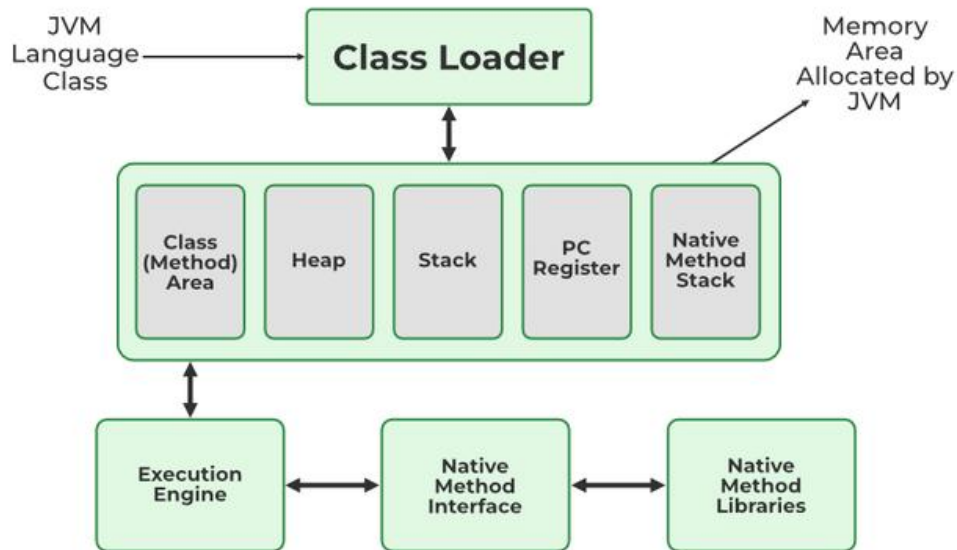 JVM
Language
Class
Class Loader
Memory
Area
Allocated by
JVM
Class
(Method)
Area
Heap
Stack
PC
Register
Native
Method
Stack
Execution
Engine
Native
Method
Interface
Native
Method
Libraries